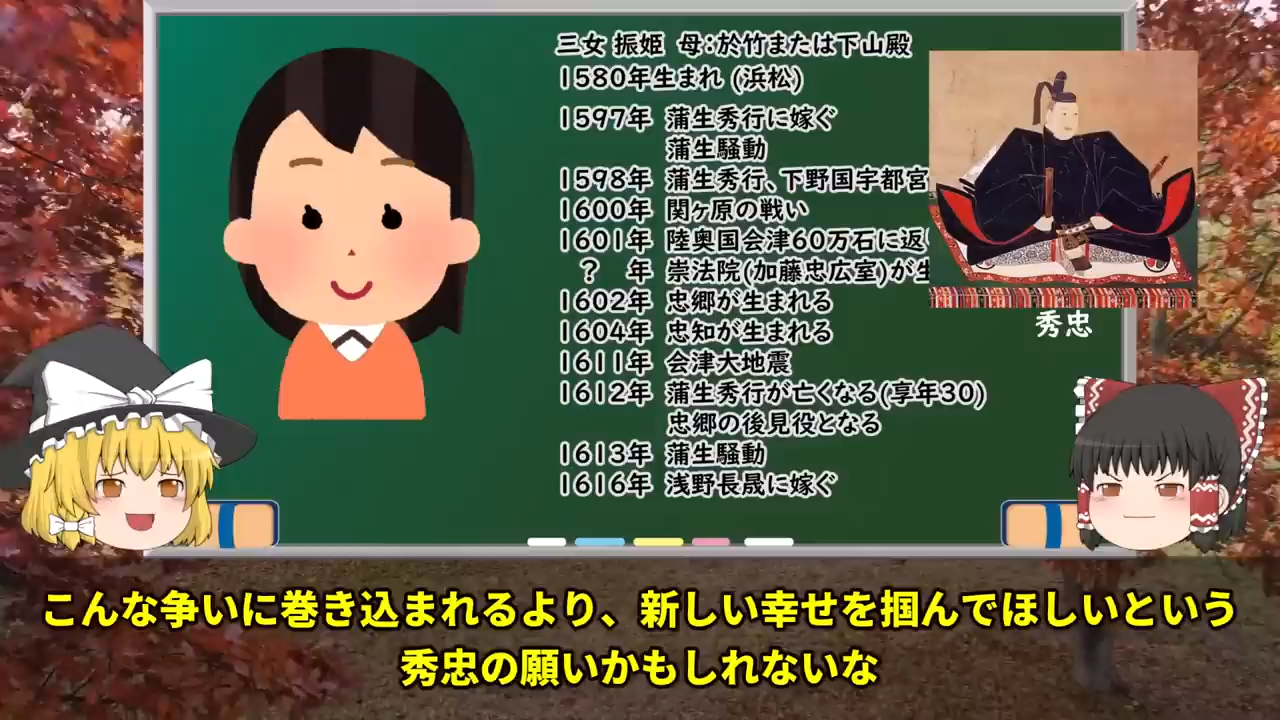 三女 振姫 母:於竹または下山殿
1580年生まれ (浜松)
1597年 蒲生秀行に嫁ぐ
蒲生騒動
1598年 蒲生秀行、下野国宇都宮
1600年 関ヶ原の戦い
1601年 陸奥国会津60万石に返
? 年 崇法院(加藤忠広室)が生
1602年 忠郷が生まれる
1604年 忠知が生まれる
1611年 会津大地震
1612年 蒲生秀行が亡くなる(享年30)
忠郷の後見役となる
1613年 蒲生騒動
1616年 浅野長晟に嫁ぐ
秀忠
こんな争いに巻き込まれるより、新しい幸せを掴んでほしいという
秀忠の願いかもしれないな